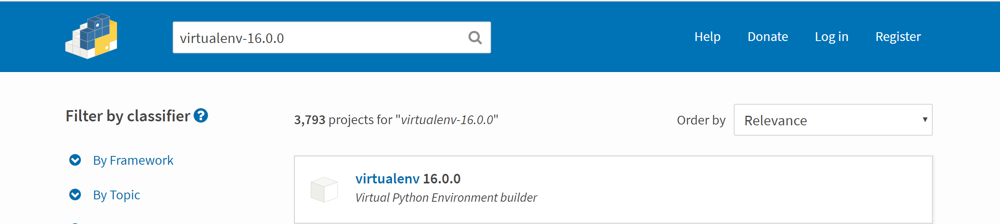 virtualenv-16.0.0
Help Donate Log in Register
Filter by classifier ?
3,793 projects for "virtualenv-16.0.0"
Order by Relevance
By Framework
By Topic
virtualenv 16.0.0
Virtual Python Environment builder